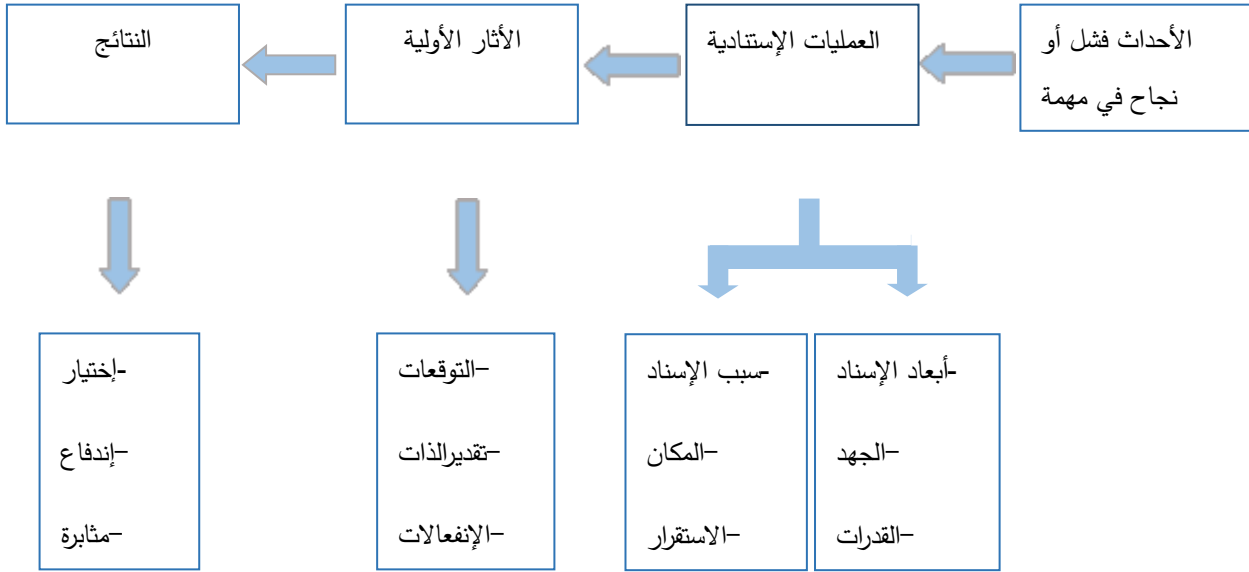 الأحداث فشل أو
نجاح في مهمة
العمليات الإستنادية
الأثار الأولية
النتائج
-أبعاد الإسناد
–الجهد
–القدرات
-سبب الإسناد
–المكان
–الاستقرار
–التوقعات
–تقديرالذات
–الإنفعالات
-إختيار
–إندفاع
–مثابرة